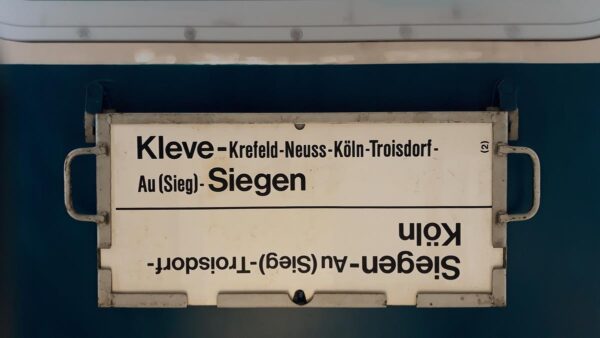 Kleve-Krefeld-Neuss-Köln-Troisdorf-
Au (Sieg)-Siegen
(2)
Siegen-Au (Sieg)-Troisdorf-
Köln